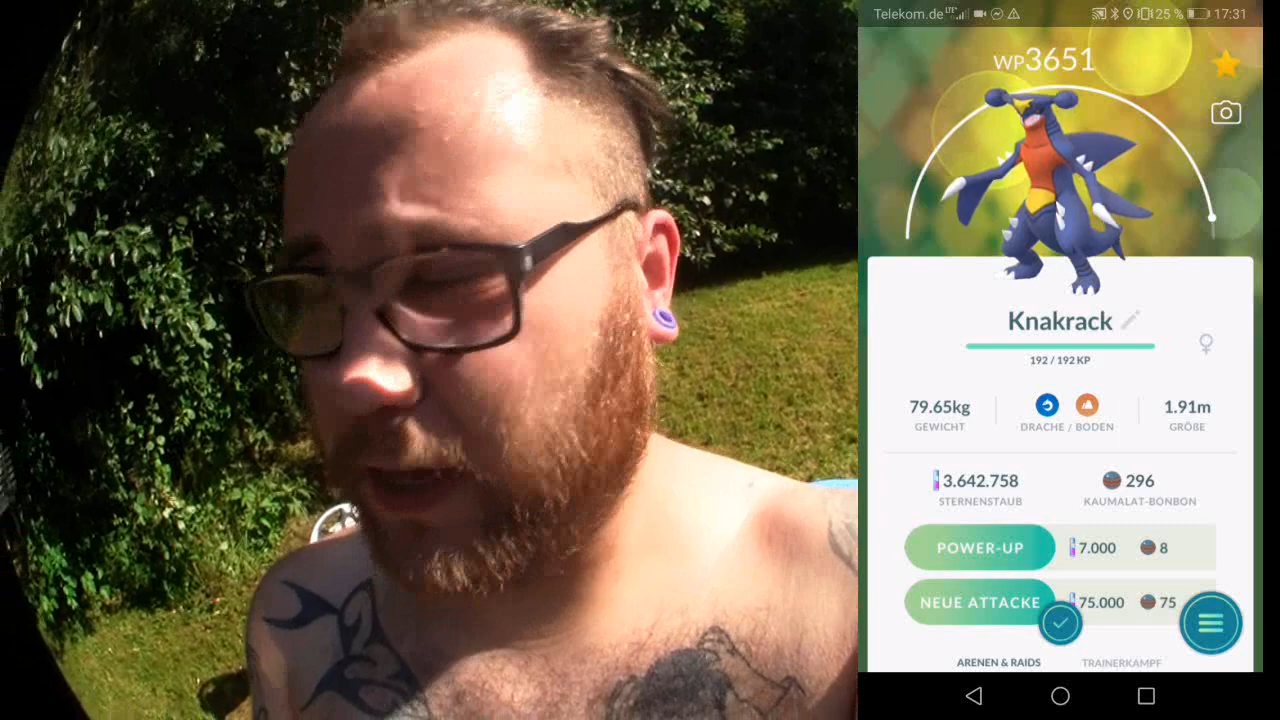 Telekom.de LTE+ 25 % 17:31
WP3651
Knakrack
192 / 192 KP
79.65kg 1.91m
GEWICHT DRACHE / BODEN GRÖßE
3.642.758 296
STERNENSTAUB KAUMALAT-BONBON
POWER-UP 7.000 8
NEUE ATTACKE 75.000 75
ARENEN & RAIDS TRAINERKAMPF